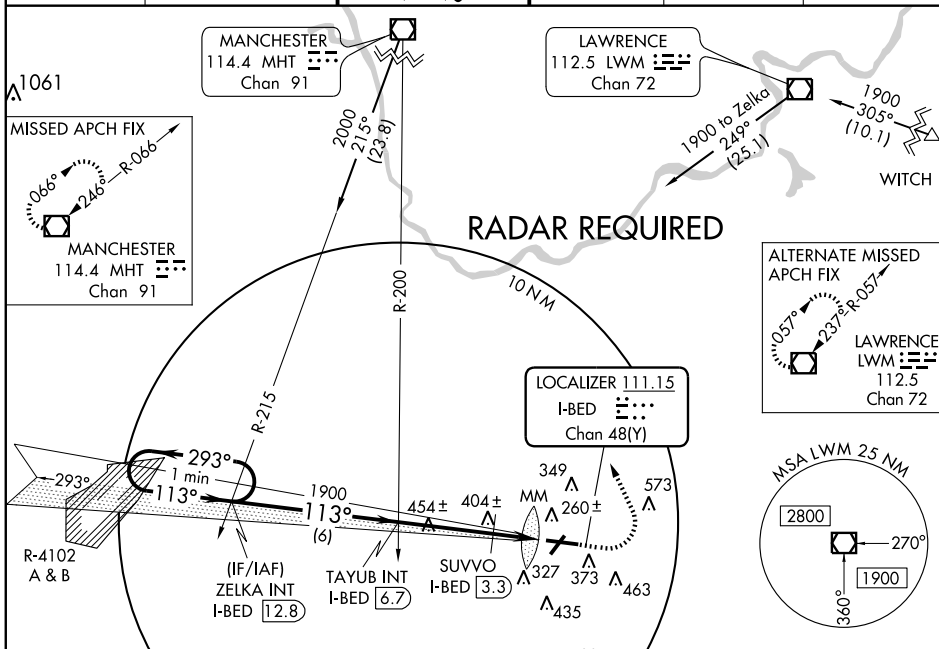 MANCHESTER
114.4 MHT
Chan 91
LAWRENCE
112.5 LWM
Chan 72
1061
MISSED APCH FIX
066°
246°
R-066
MANCHESTER
114.4 MHT
Chan 91
2000
215°
(23.8)
1900 to Zelka
249°
(25.1)
1900
305°
(10.1)
WITCH
RADAR REQUIRED
ALTERNATE MISSED
APCH FIX
057°
237°
R-057
LAWRENCE
LWM
112.5
Chan 72
10 NM
R-200
R-215
LOCALIZER 111.15
I-BED
Chan 48(Y)
293°
1 min
113°
293°
1900
113°
(6)
454±
404±
349
MM
260±
573
327
373
463
435
R-4102
A & B
(IF/IAF)
ZELKA INT
I-BED 12.8
TAYUB INT
I-BED 6.7
SUVVO
I-BED 3.3
MSA LWM 25 NM
2800
270°
1900
360°